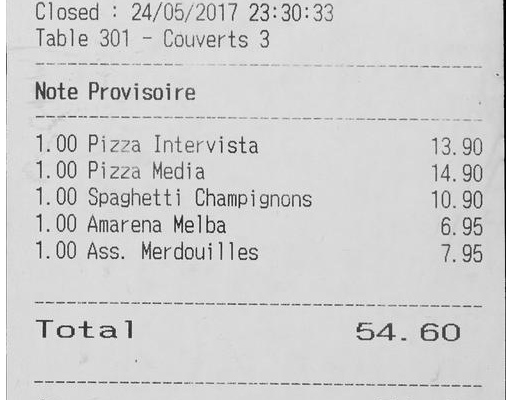 Closed : 24/05/2017 23:30:33
Table 301 - Couverts 3
Note Provisoire
1.00 Pizza Intervista 13.90
1.00 Pizza Media 14.90
1.00 Spaghetti Champignons 10.90
1.00 Amarena Melba 6.95
1.00 Ass. Merdouilles 7.95
Total 54.60